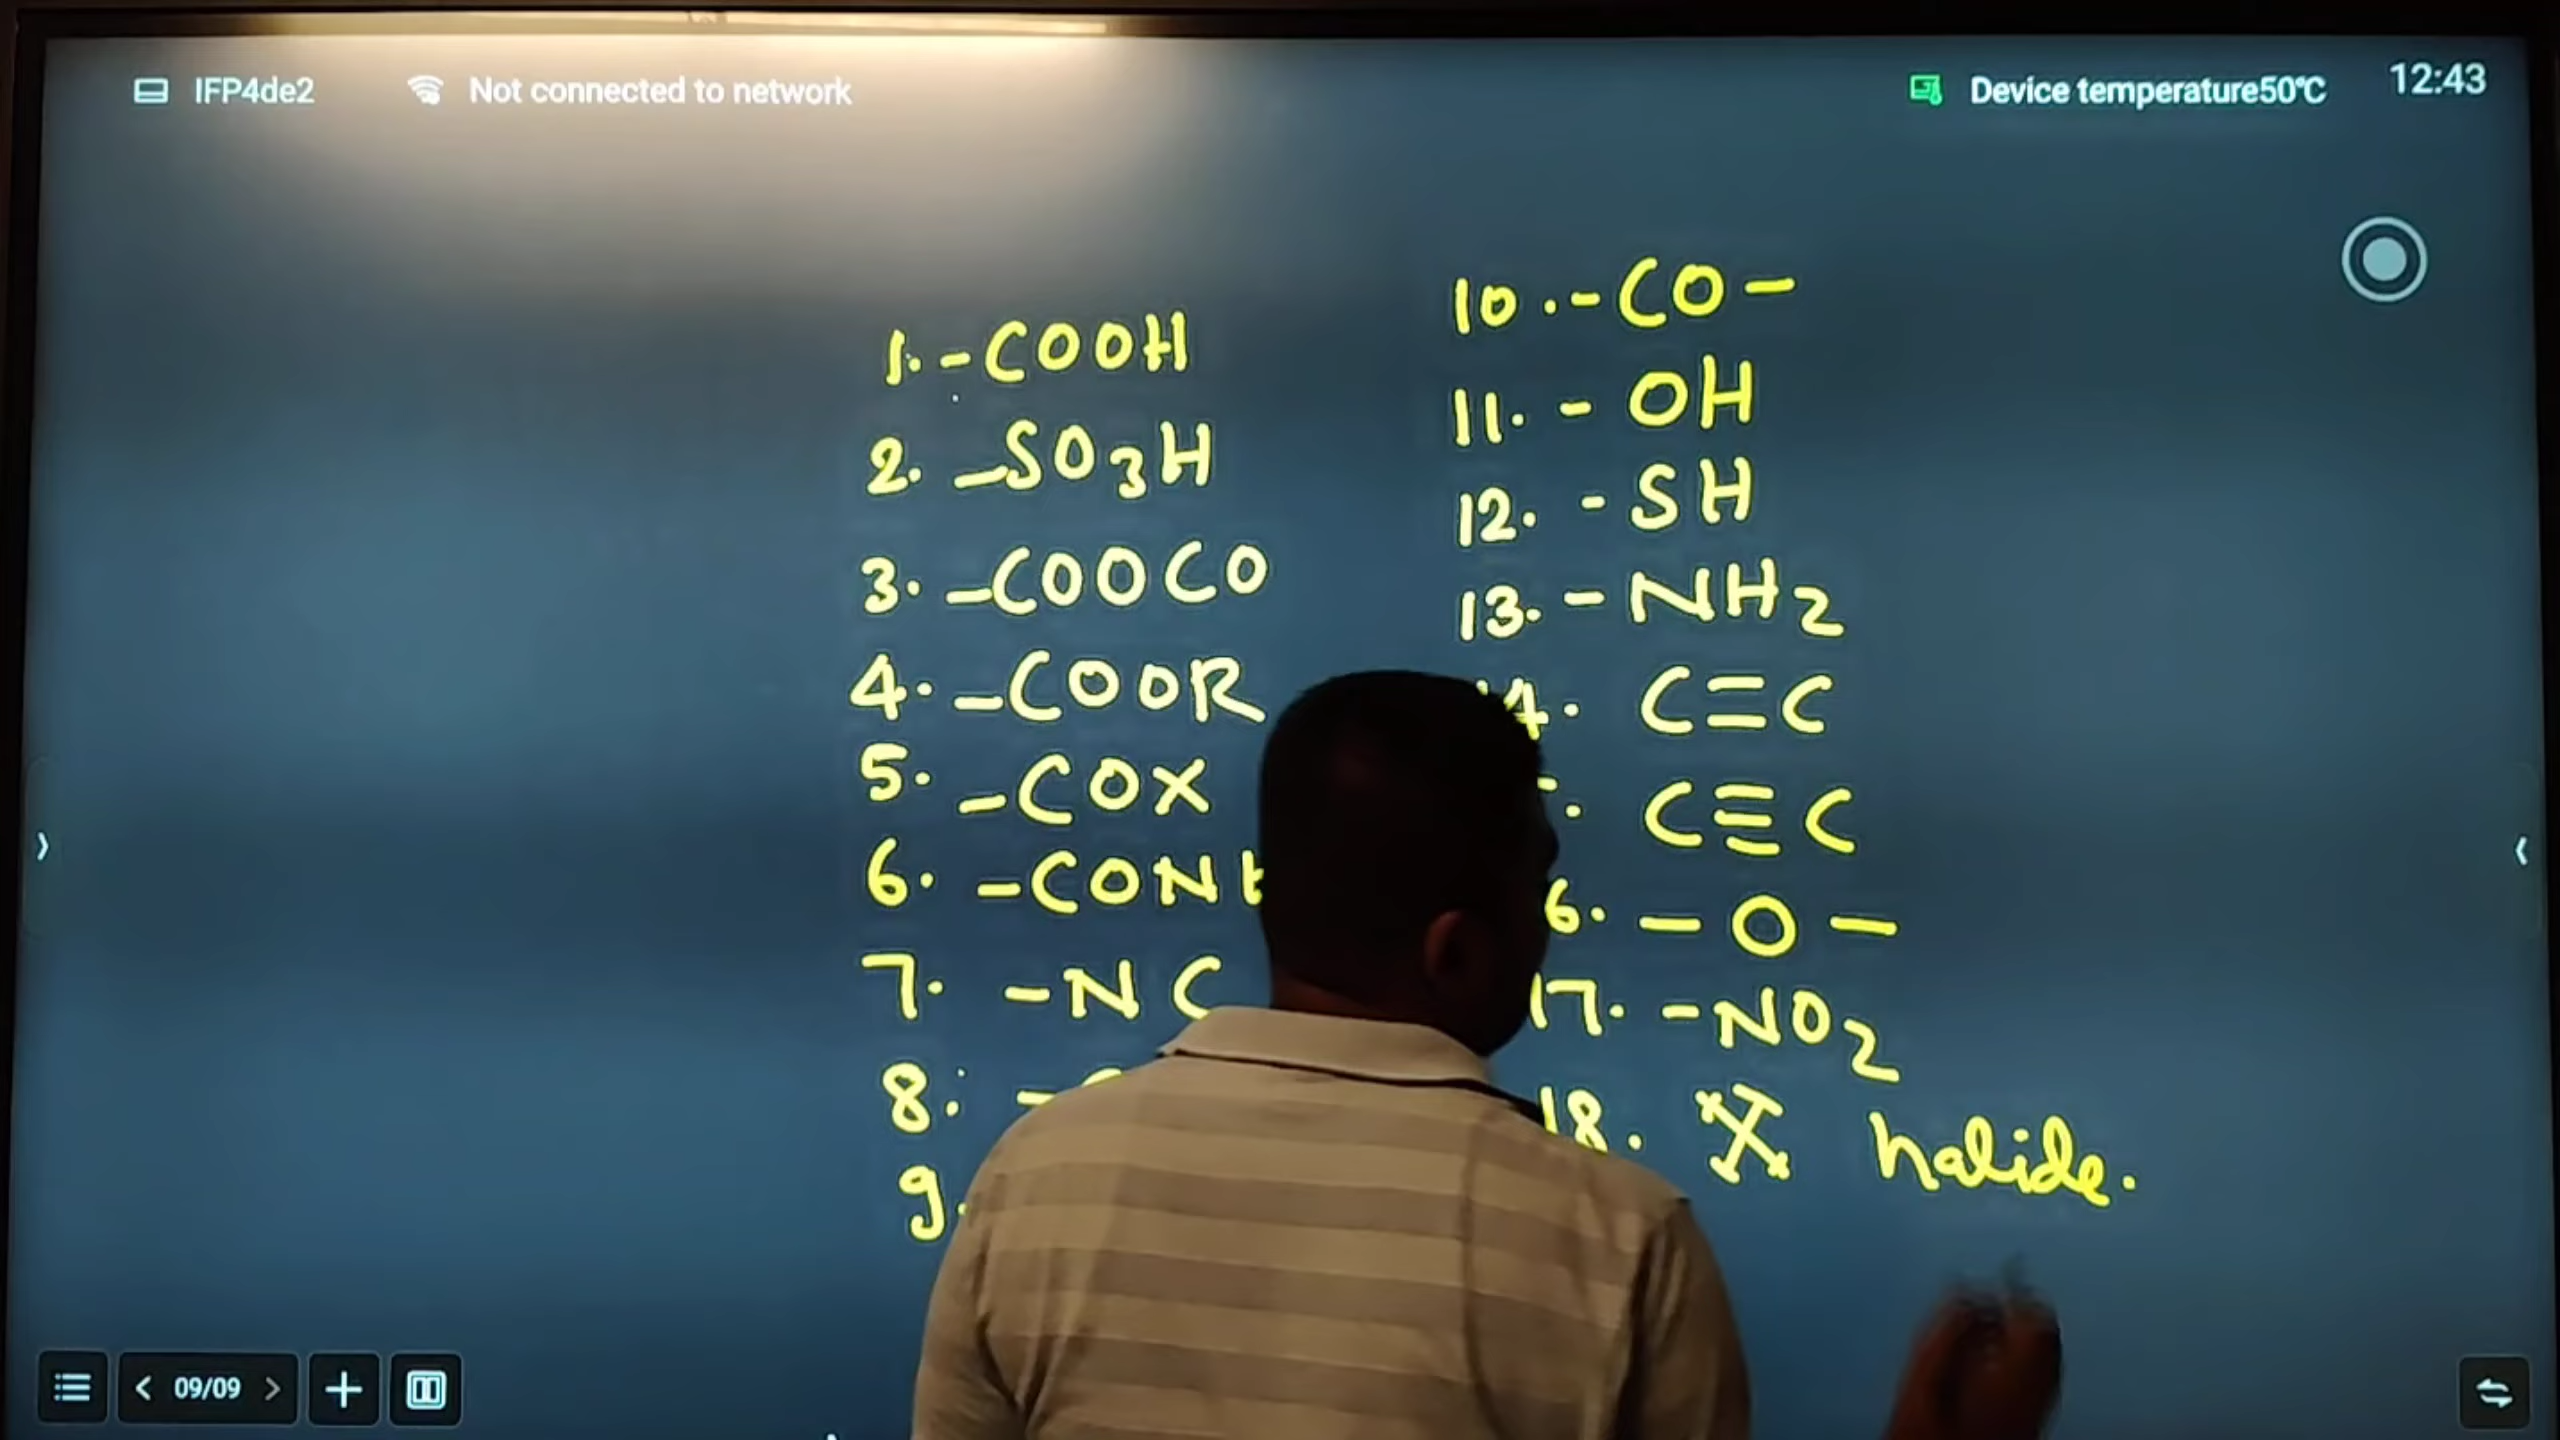 IFP4de2 Not connected to network Device temperature50℃ 12:43
1. -COOH
2. -SO3H
3. -COOCO
4. -COOR
5. -COX
6. -CON
7. -NC
8.
9.
10. -CO-
11. -OH
12. -SH
13. -NH2
C=C
C≡C
6. -O-
17. -NO2
18. X halide.
09/09